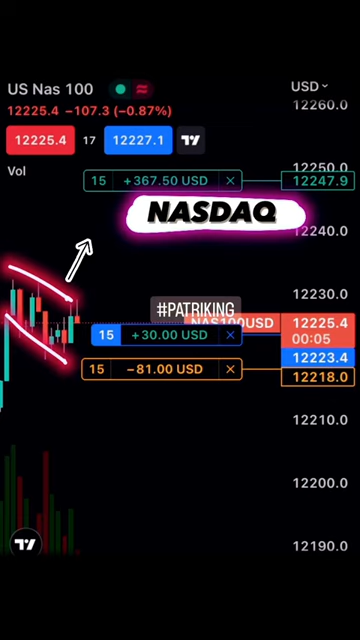 US Nas 100
USD
12225.4 −107.3 (−0.87%)
12260.0
12225.4 17 12227.1
Vol
12250.0
15 +367.50 USD × 12247.9
NASDAQ
12240.0
12230.0
#PATRIKING
NAS100USD 12225.4
00:05
15 +30.00 USD × 12223.4
15 −81.00 USD × 12218.0
12210.0
12200.0
12190.0